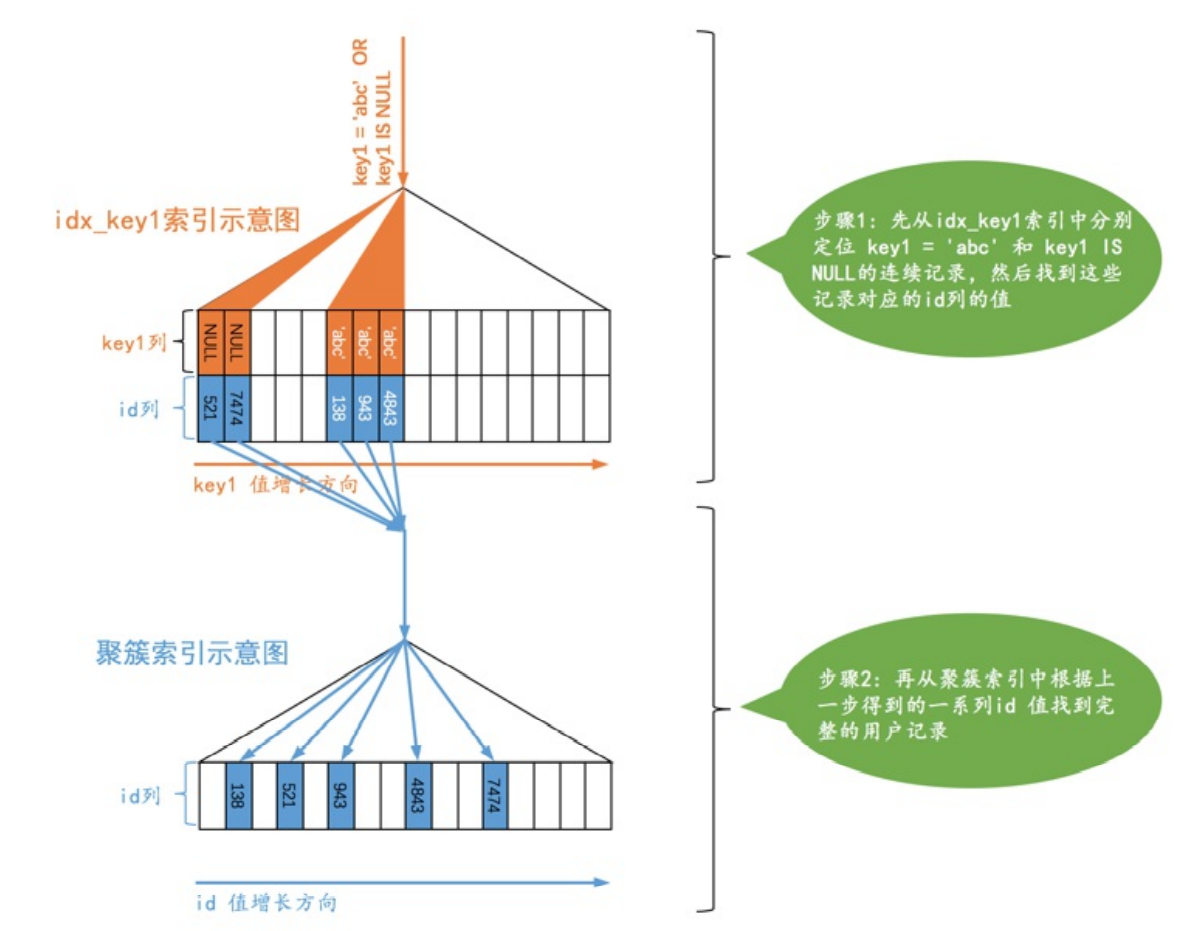 key1 = 'abc' OR
key1 IS NULL
idx_key1索引示意图
步骤1: 先从idx_key1索引中分别
定位 key1 = 'abc' 和 key1 IS
NULL的连续记录, 然后找到这些
记录对应的id列的值
key1列
NULL
NULL
'abc'
'abc'
'abc'
id列
521
7474
138
943
4843
key1 值增长方向
聚簇索引示意图
步骤2: 再从聚簇索引中根据上
一步得到的一系列id 值找到完
整的用户记录
id列
138
521
943
4843
7474
id 值增长方向